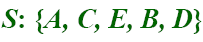 S: {A, C, E, B, D}